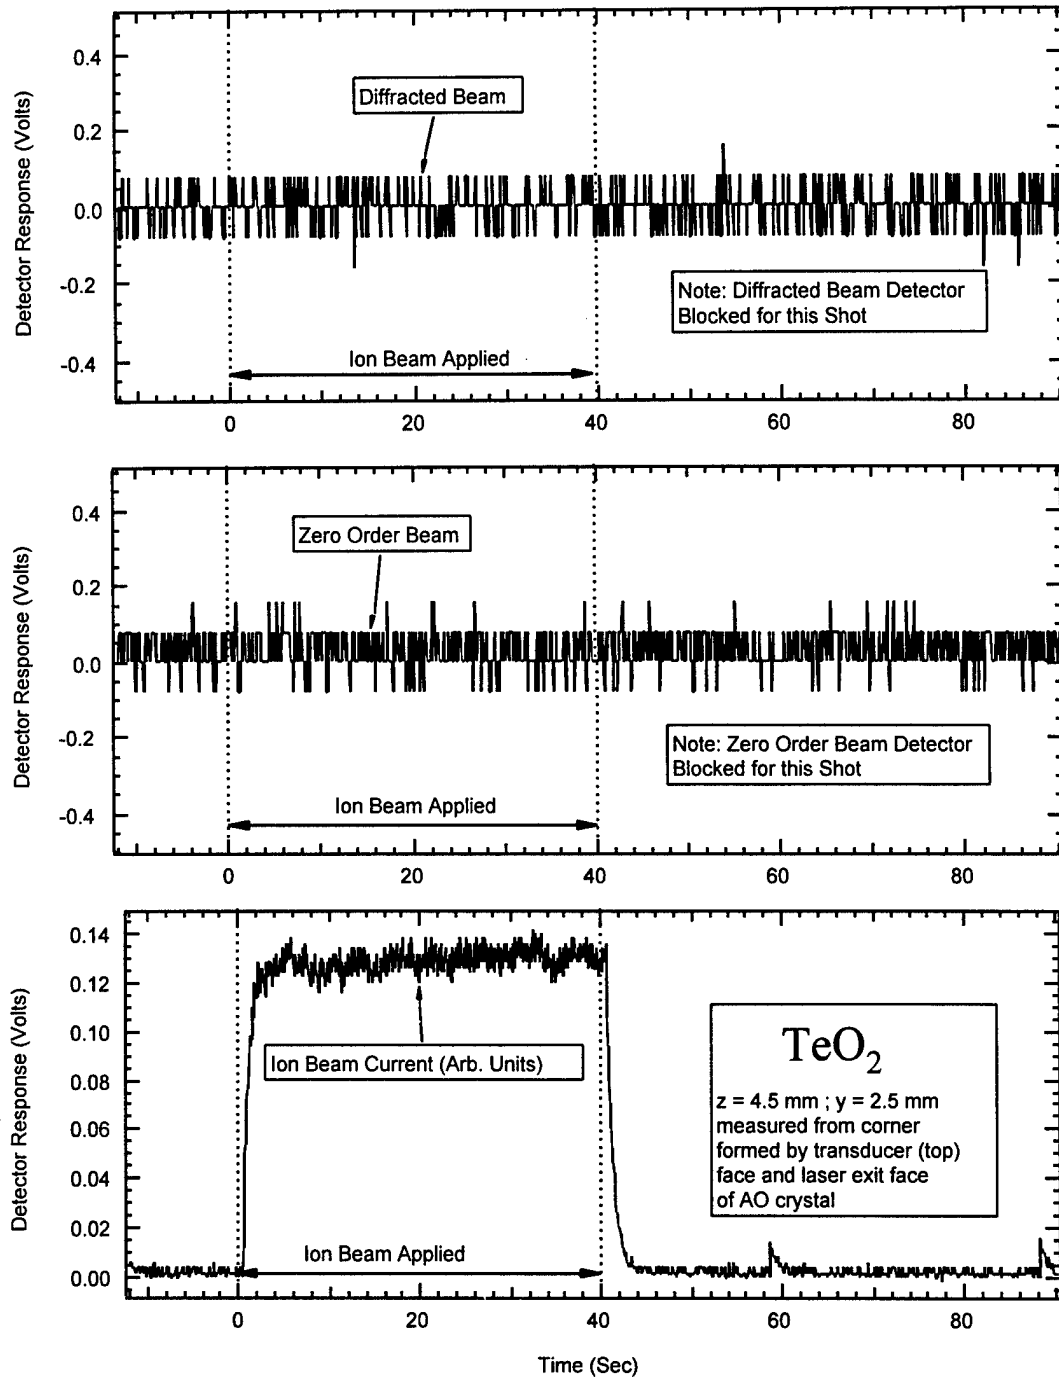 Detector Response (Volts)
0.4
0.2
0.0
-0.2
-0.4
Diffracted Beam
Note: Diffracted Beam Detector
Blocked for this Shot
Ion Beam Applied
0
20
40
60
80
Detector Response (Volts)
0.4
0.2
0.0
-0.2
-0.4
Zero Order Beam
Note: Zero Order Beam Detector
Blocked for this Shot
Ion Beam Applied
0
20
40
60
80
Detector Response (Volts)
0.14
0.12
0.10
0.08
0.06
0.04
0.02
0.00
Ion Beam Current (Arb. Units)
TeO₂
z = 4.5 mm ; y = 2.5 mm
measured from corner
formed by transducer (top)
face and laser exit face
of AO crystal
Ion Beam Applied
0
20
40
60
80
Time (Sec)